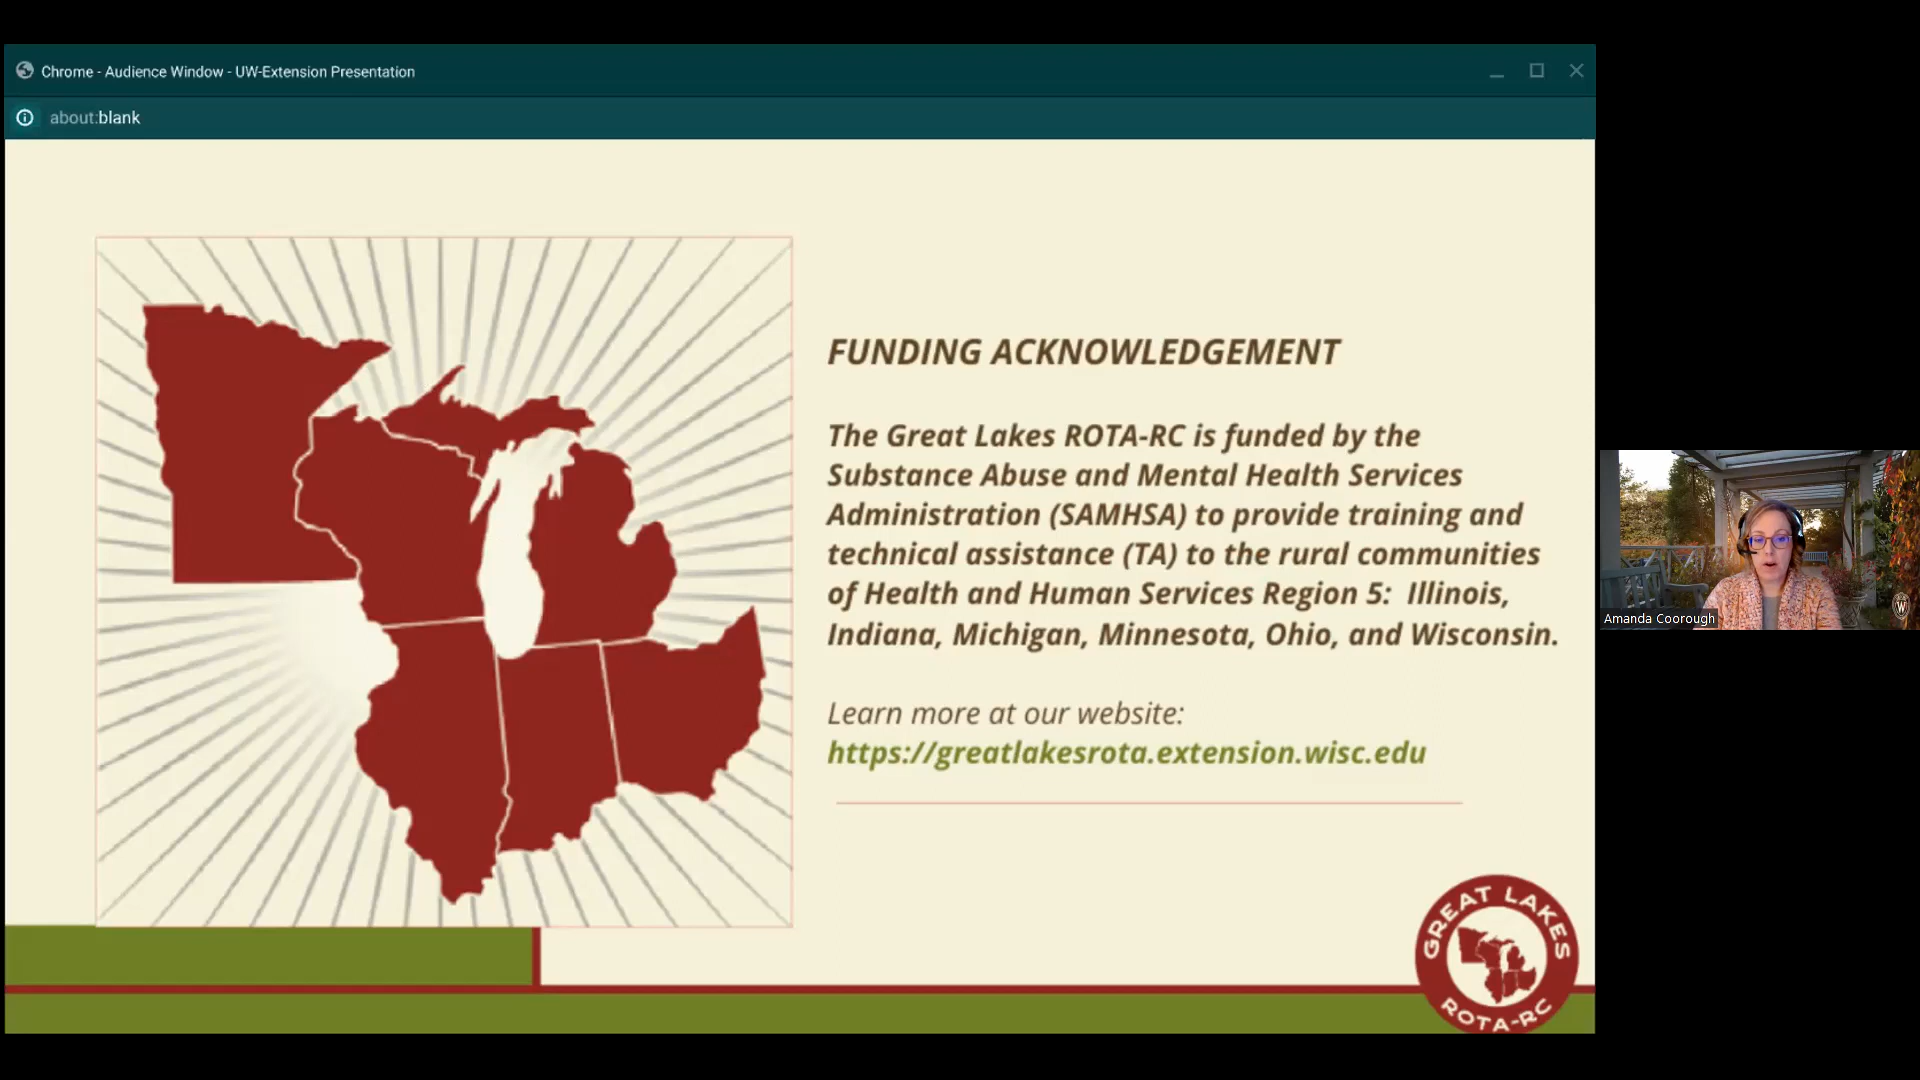 Chrome - Audience Window - UW-Extension Presentation
about:blank
FUNDING ACKNOWLEDGEMENT
The Great Lakes ROTA-RC is funded by the
Substance Abuse and Mental Health Services
Administration (SAMHSA) to provide training and
technical assistance (TA) to the rural communities
of Health and Human Services Region 5:  Illinois,
Indiana, Michigan, Minnesota, Ohio, and Wisconsin.
Learn more at our website:
https://greatlakesrota.extension.wisc.edu
GREAT LAKES
ROTA-RC
Amanda Coorough
W